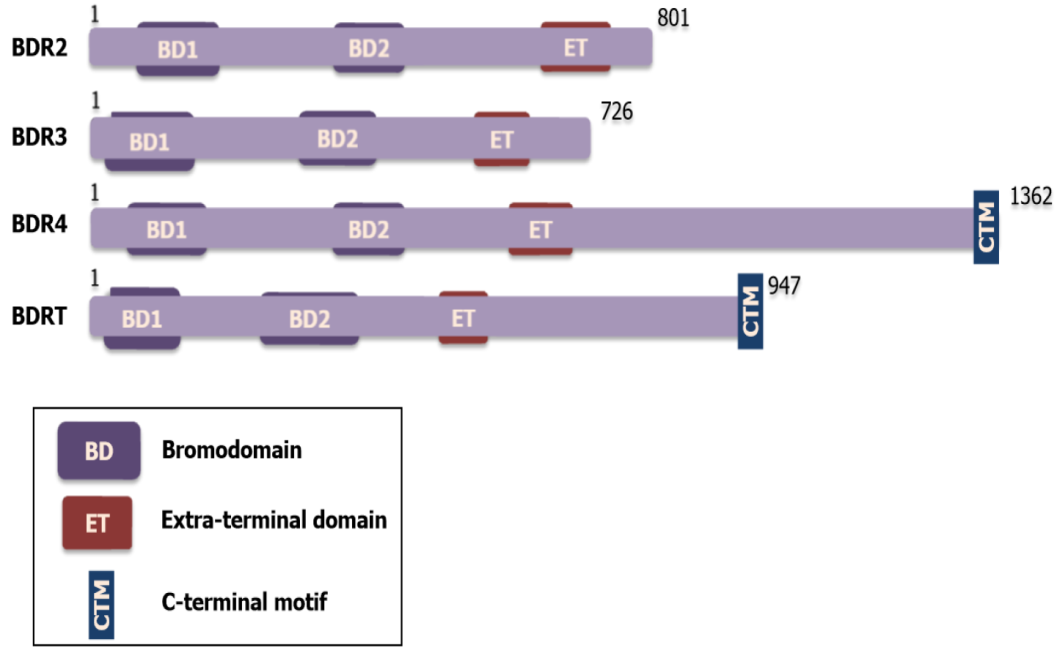 1 801
BDR2 BD1 BD2 ET
1 726
BDR3 BD1 BD2 ET
1 1362
BDR4 BD1 BD2 ET CTM
1 947
BDRT BD1 BD2 ET CTM
BD Bromodomain
ET Extra-terminal domain
CTM C-terminal motif